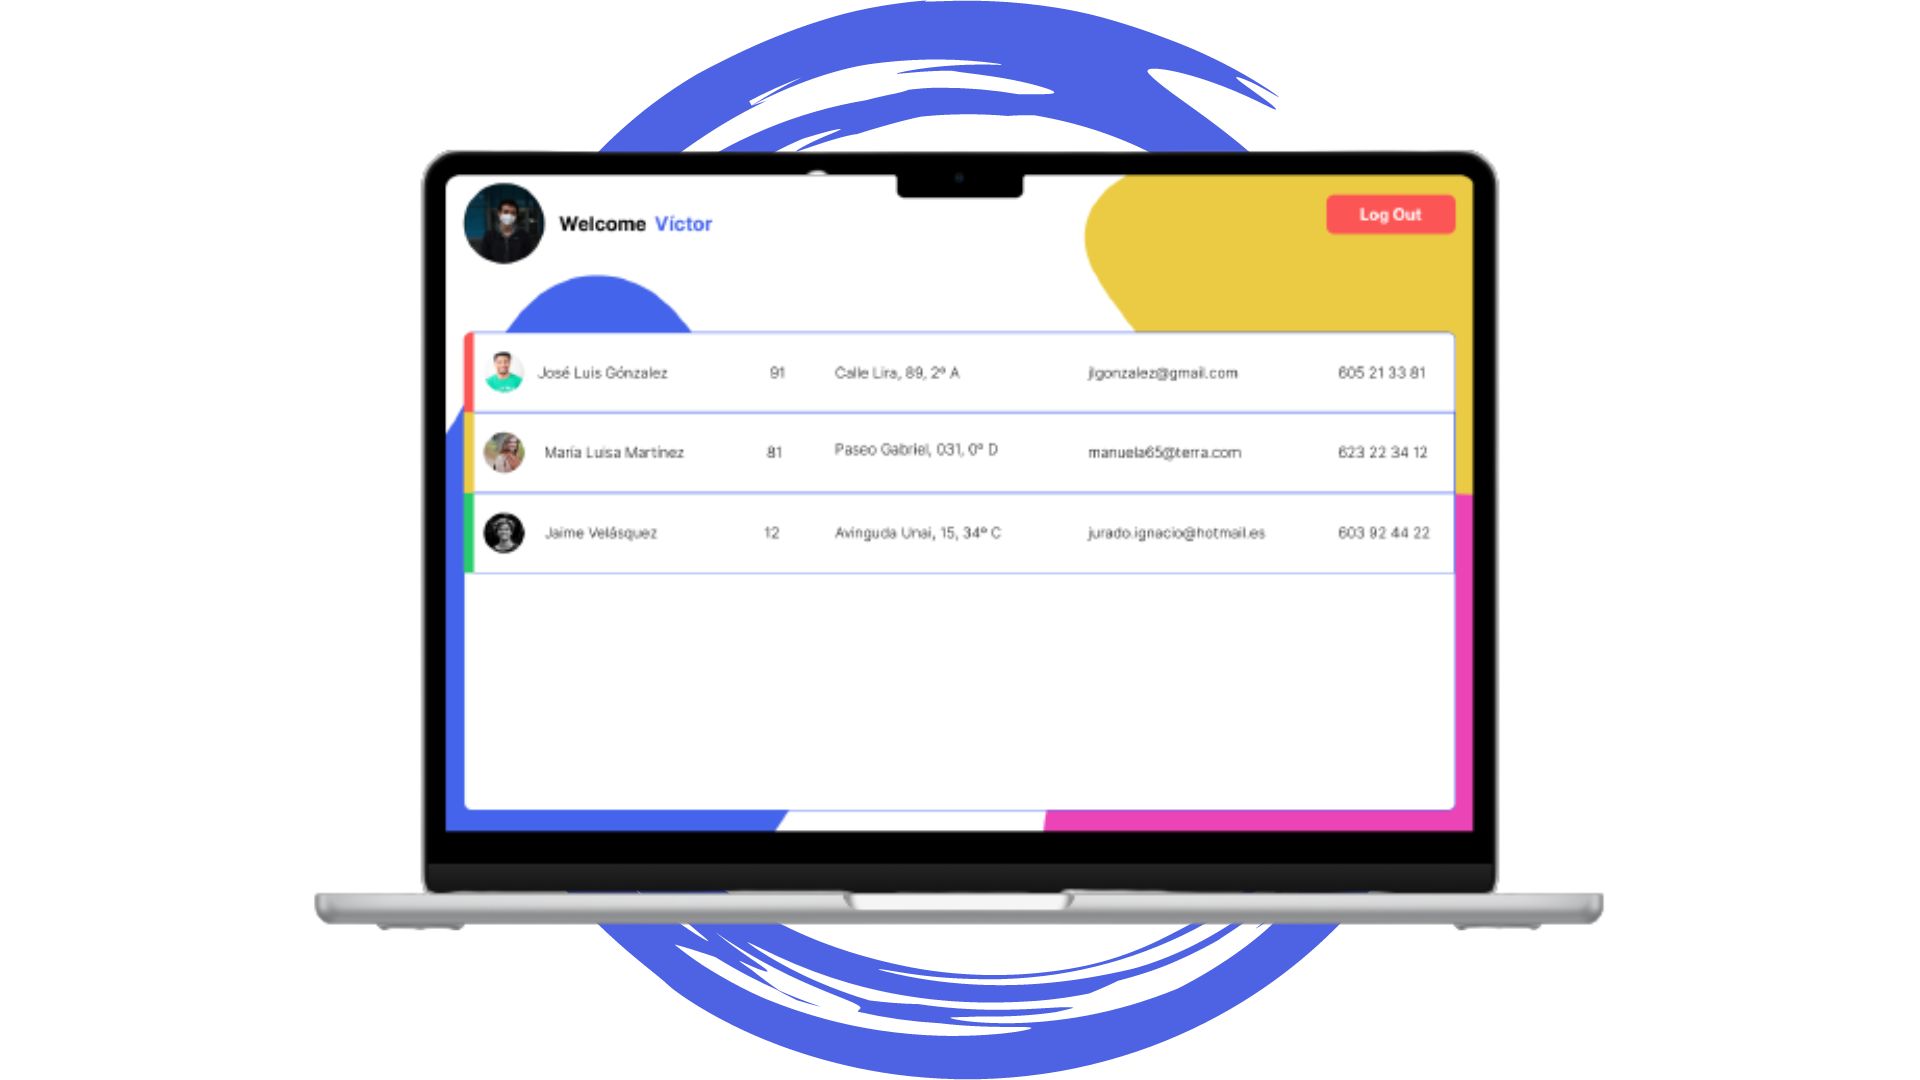 Welcome Víctor
Log Out
José Luis Gónzalez 91 Calle Lira, 89, 2º A jlgonzalez@gmail.com 605 21 33 81
María Luisa Martínez 81 Paseo Gabriel, 031, 0º D manuela65@terra.com 623 22 34 12
Jaime Velásquez 12 Avinguda Unai, 15, 34º C jurado.ignacio@hotmail.es 603 92 44 22